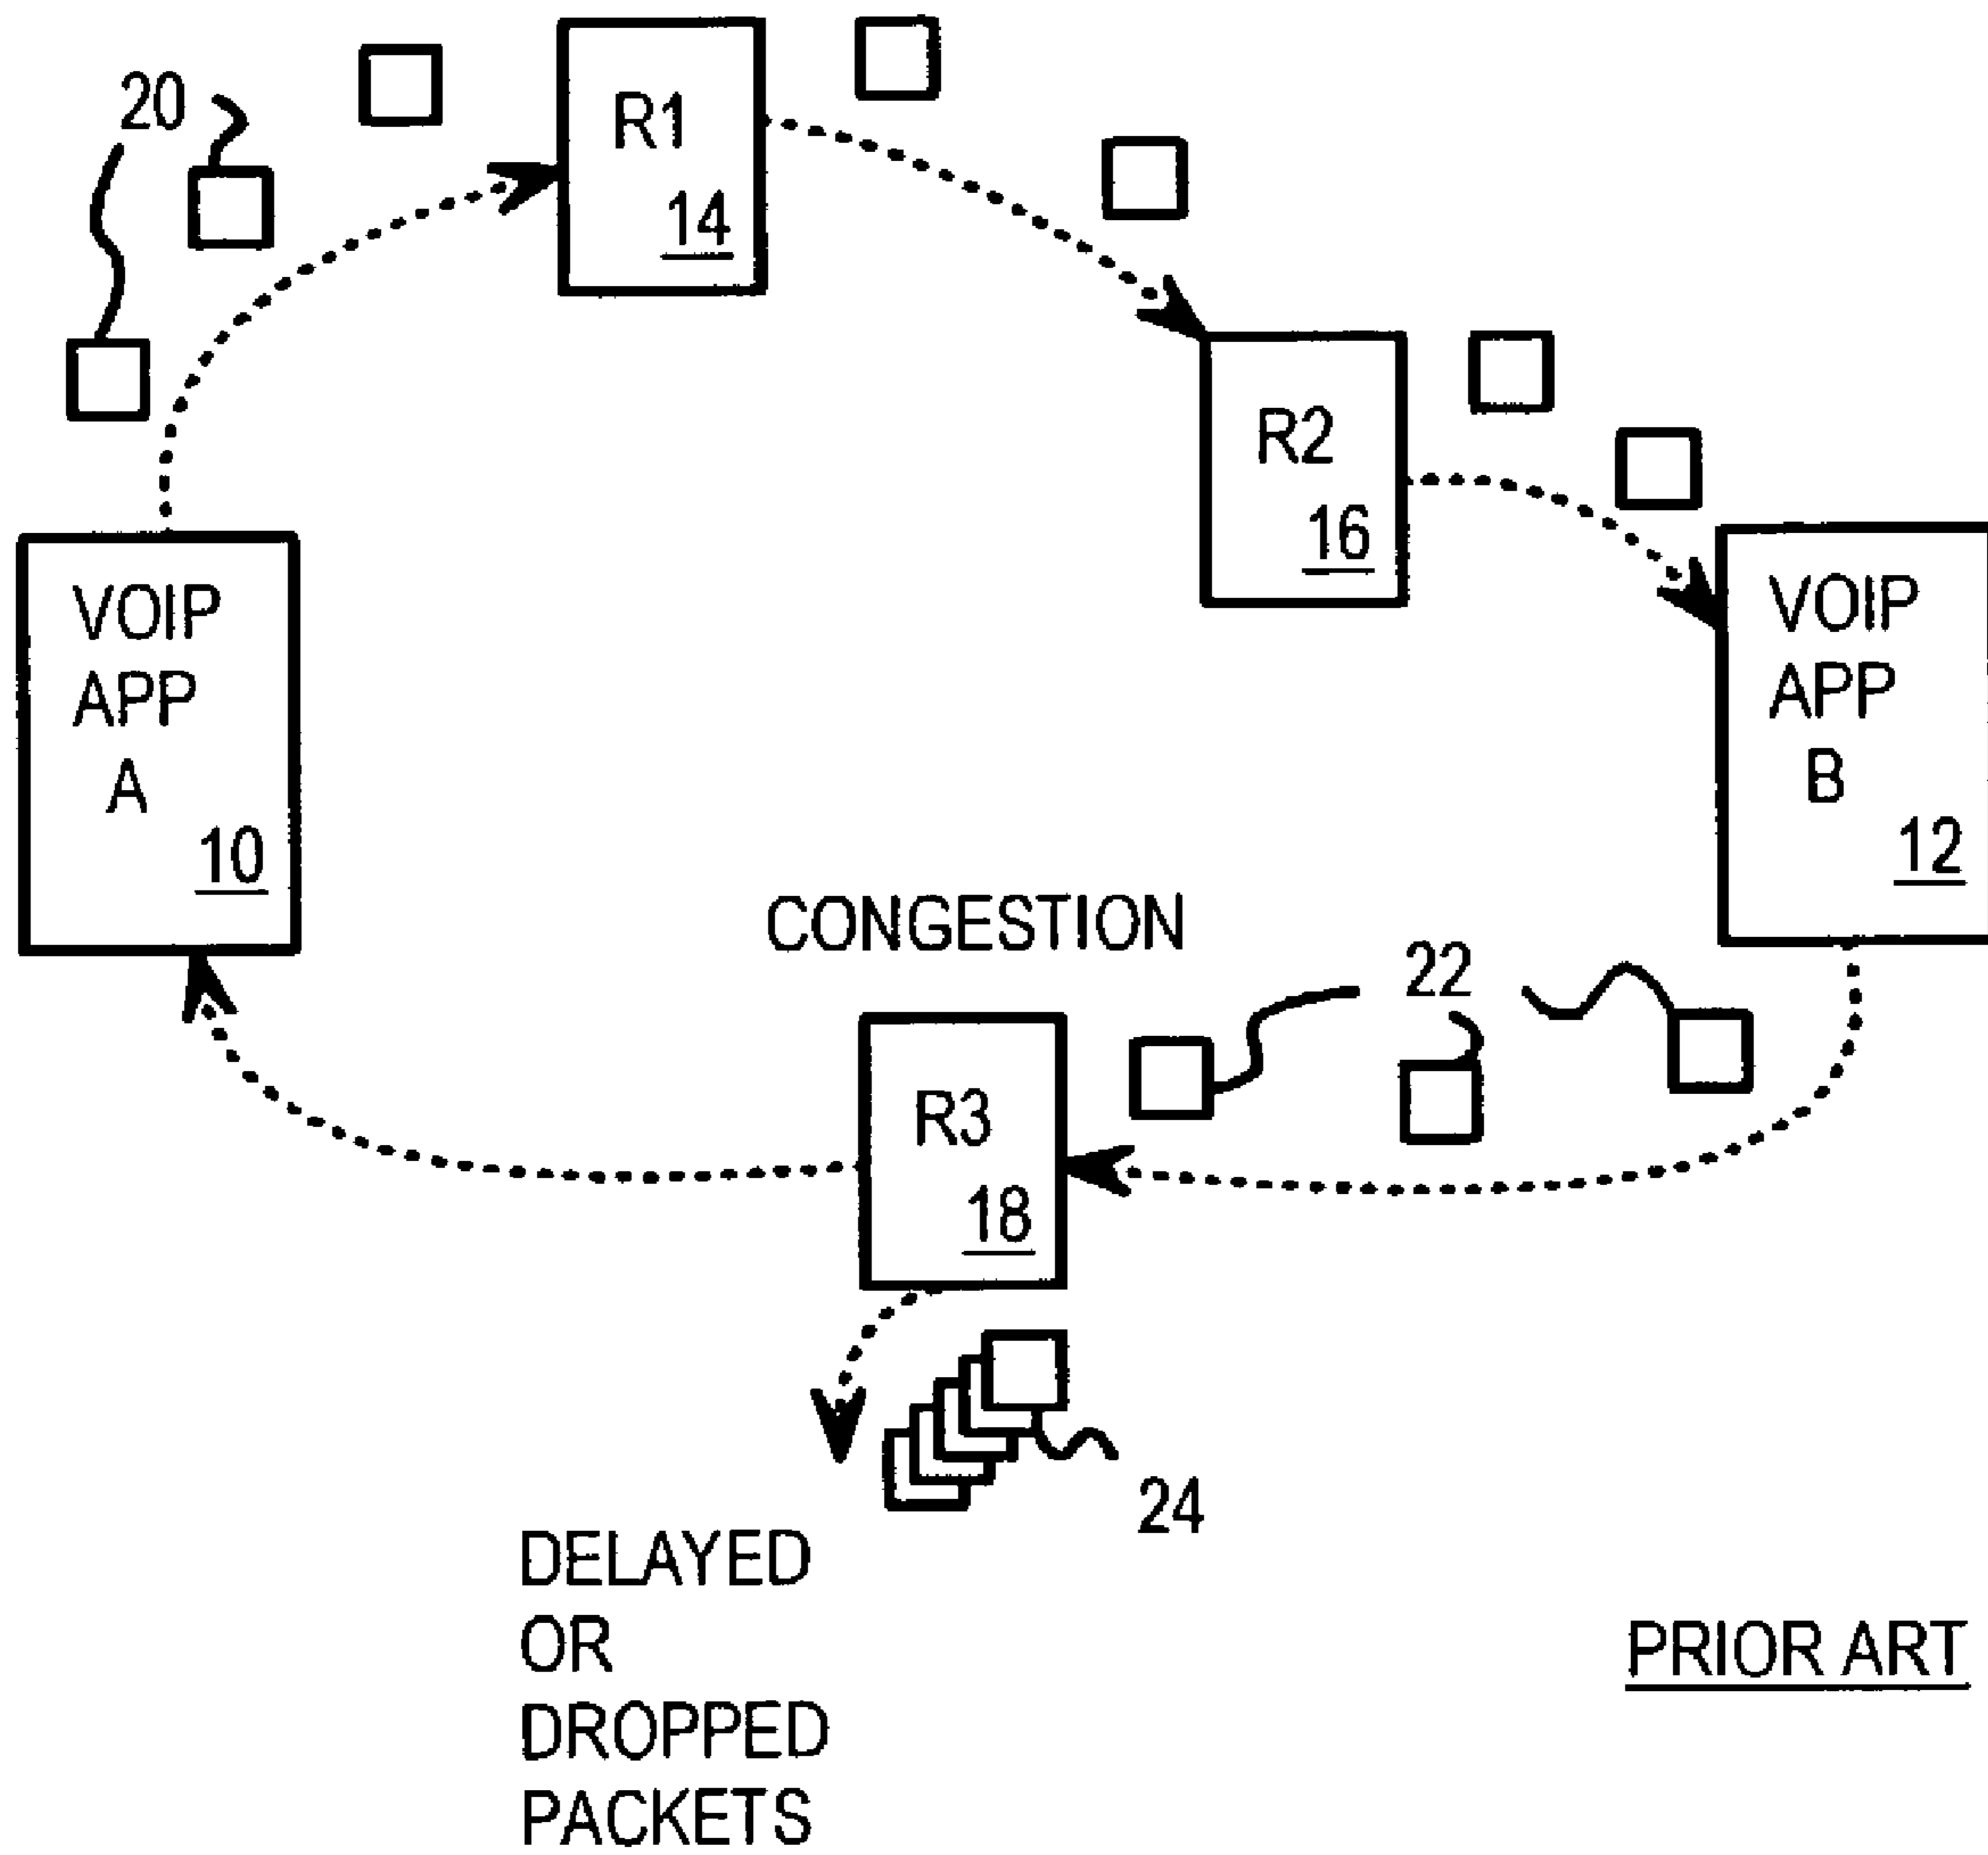 20
R1
14
R2
16
VOIP
APP
A
10
VOIP
APP
B
12
CONGESTION
22
R3
18
24
DELAYED
OR
DROPPED
PACKETS
PRIOR ART